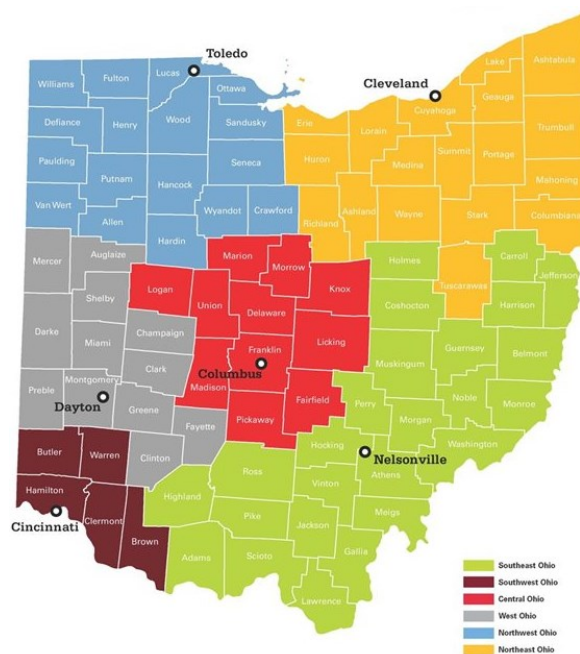 Toledo
Williams
Fulton
Lucas
Ottawa
Cleveland
Lake
Ashtabula
Geauga
Cuyahoga
Defiance
Henry
Wood
Sandusky
Erie
Lorain
Trumbull
Paulding
Putnam
Hancock
Seneca
Huron
Medina
Summit
Portage
Mahoning
Van Wert
Allen
Wyandot
Crawford
Richland
Ashland
Wayne
Stark
Columbiana
Hardin
Mercer
Auglaize
Marion
Morrow
Holmes
Carroll
Jefferson
Logan
Union
Knox
Tuscarawas
Shelby
Delaware
Coshocton
Harrison
Darke
Miami
Champaign
Licking
Guernsey
Belmont
Clark
Franklin
Columbus
Muskingum
Preble
Montgomery
Madison
Noble
Monroe
Dayton
Greene
Fairfield
Perry
Morgan
Pickaway
Fayette
Washington
Butler
Warren
Clinton
Hocking
Nelsonville
Ross
Athens
Hamilton
Highland
Vinton
Cincinnati
Clermont
Pike
Meigs
Brown
Jackson
Adams
Scioto
Gallia
Lawrence
Southeast Ohio
Southwest Ohio
Central Ohio
West Ohio
Northwest Ohio
Northeast Ohio